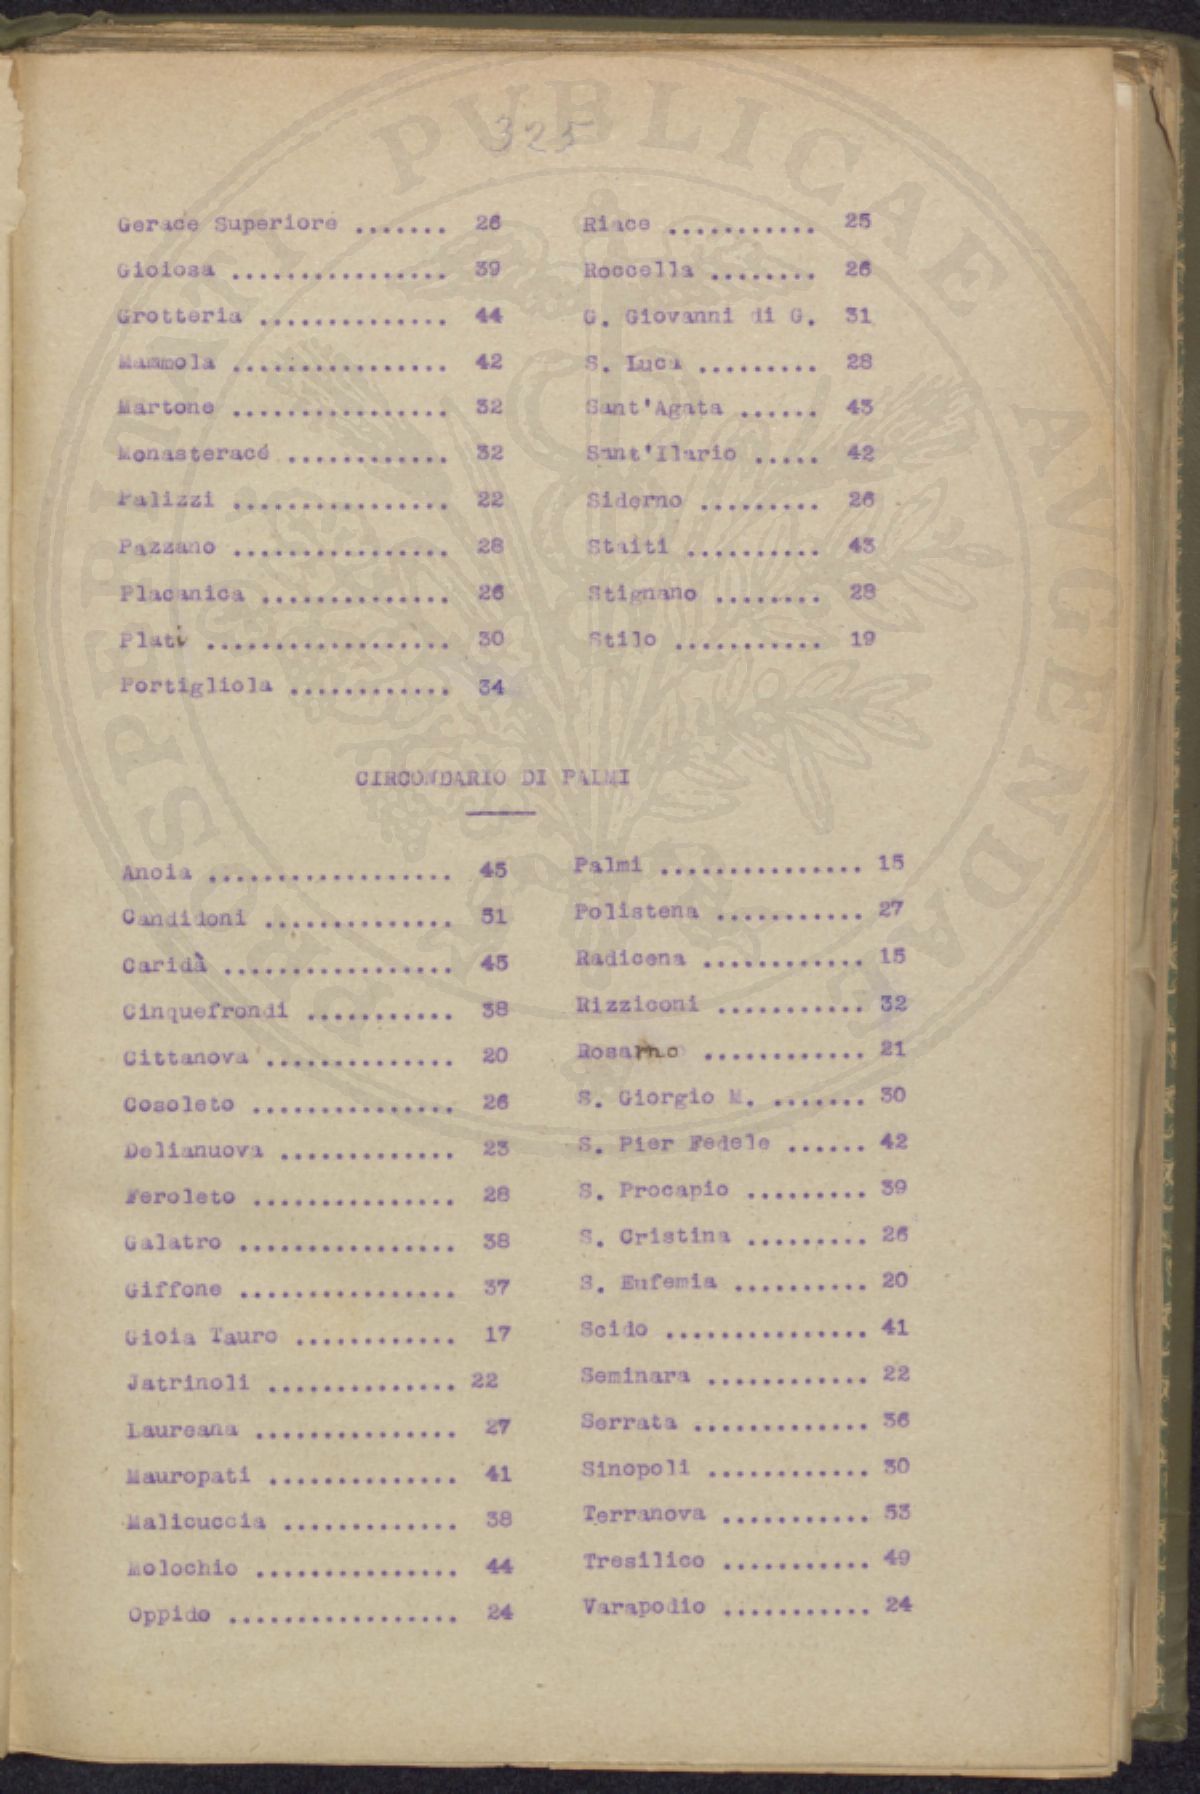 325
Gerace Superiore ....... 26
Gioiosa ................ 39
Grotteria .............. 44
Mammola ................ 42
Martone ................ 32
Monasteracé ............ 32
Palizzi ................ 22
Pazzano ................ 28
Placanica .............. 26
Platì .................. 30
Portigliola ............ 34
Riace ........... 25
Roccella ........ 26
G. Giovanni di G. 31
S. Luca ......... 28
Sant'Agata ...... 43
Sant'Ilario ..... 42
Siderno ......... 26
Staiti .......... 43
Stignano ........ 28
Stilo ........... 19
CIRCONDARIO DI PALMI
Anoia .................. 45
Candidoni .............. 31
Caridà ................. 45
Cinquefrondi ........... 38
Cittanova .............. 20
Cosoleto ............... 26
Delianuova ............. 23
Feroleto ............... 28
Galatro ................ 38
Giffone ................ 37
Gioia Tauro ............ 17
Jatrinoli .............. 22
Laureana ............... 27
Mauropati .............. 41
Malicuccia ............. 38
Molochio ............... 44
Oppido ................. 24
Palmi ............... 15
Polistena ........... 27
Radicena ............ 15
Rizziconi ........... 32
Rosarno ............ 21
S. Giorgio M. ....... 30
S. Pier Fedele ...... 42
S. Procapio ......... 39
S. Cristina ......... 26
S. Eufemia .......... 20
Scido ............... 41
Seminara ............ 22
Serrata ............. 36
Sinopoli ............ 30
Terranova ........... 53
Tresilico ........... 49
Varapodio ........... 24
PROSPERITATI PUBLICAE AVGENDAE